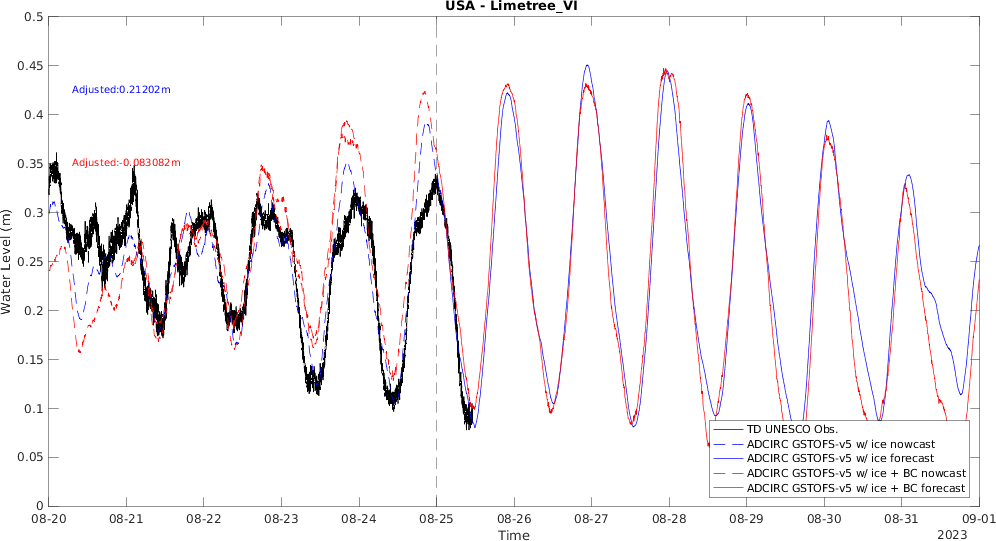 USA - Limetree_VI
0.5
0.45
0.4
0.35
0.3
0.25
0.2
0.15
0.1
0.05
0
Water Level (m)
Adjusted:0.21202m
Adjusted:-0.083082m
TD UNESCO Obs.
ADCIRC GSTOFS-v5 w/ ice nowcast
ADCIRC GSTOFS-v5 w/ ice forecast
ADCIRC GSTOFS-v5 w/ ice + BC nowcast
ADCIRC GSTOFS-v5 w/ ice + BC forecast
08-20 08-21 08-22 08-23 08-24 08-25 08-26 08-27 08-28 08-29 08-30 08-31 09-01
Time
2023